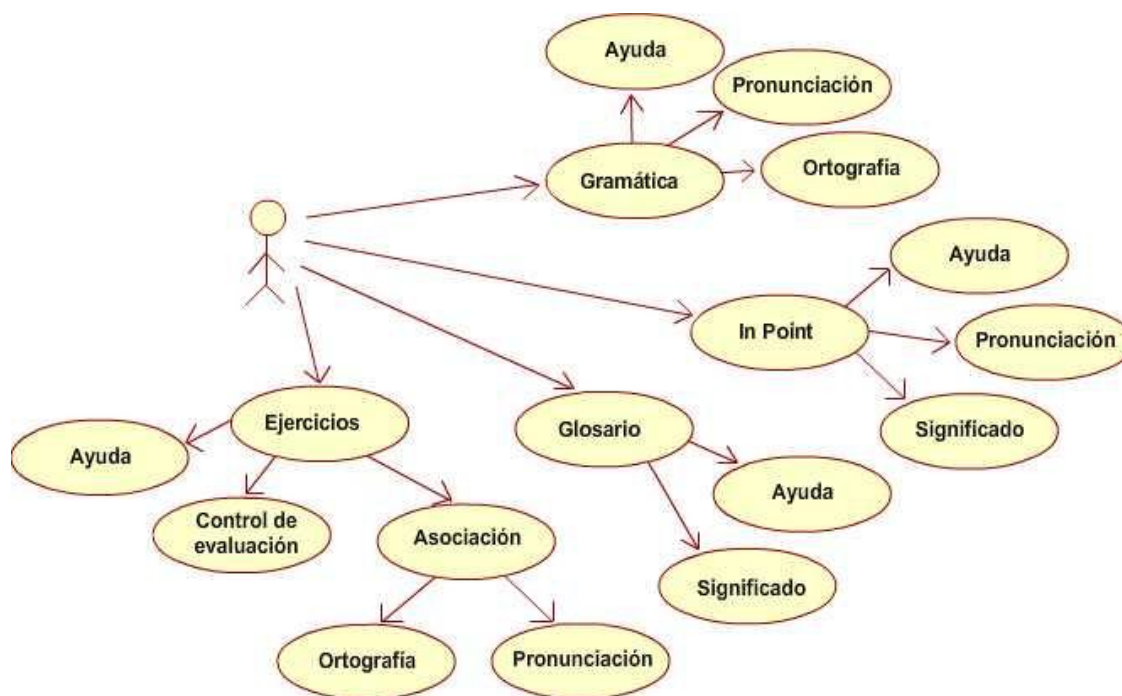 Ayuda
Pronunciación
Ortografía
Gramática
Ayuda
In Point
Pronunciación
Ejercicios
Glosario
Significado
Ayuda
Ayuda
Control de
evaluación
Asociación
Significado
Ortografía
Pronunciación